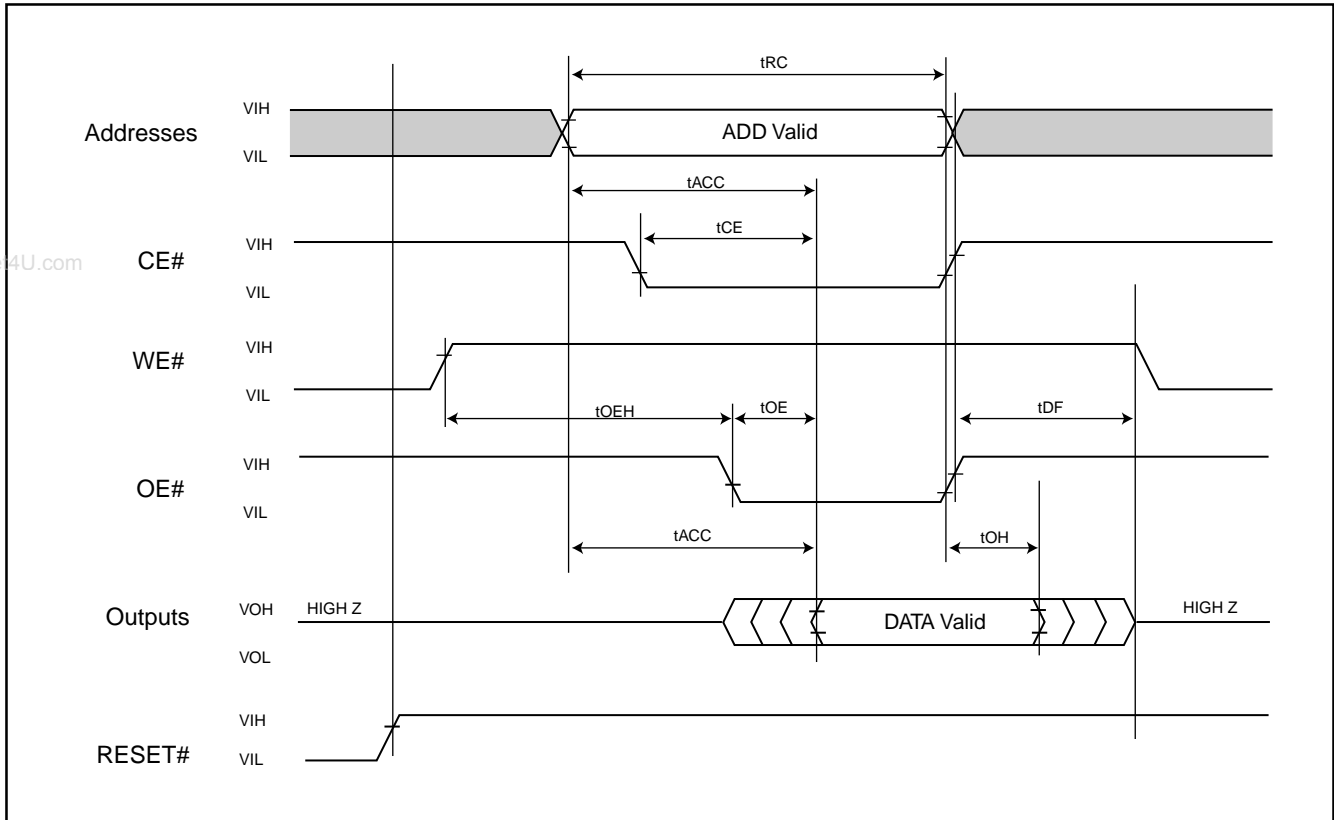 tRC
VIH
Addresses
ADD Valid
VIL
tACC
tCE
VIH
CE#
VIL
VIH
WE#
VIL
tOEH
tOE
tDF
VIH
OE#
VIL
tACC
tOH
Outputs
VOH
HIGH Z
DATA Valid
HIGH Z
VOL
VIH
RESET#
VIL
4U.com